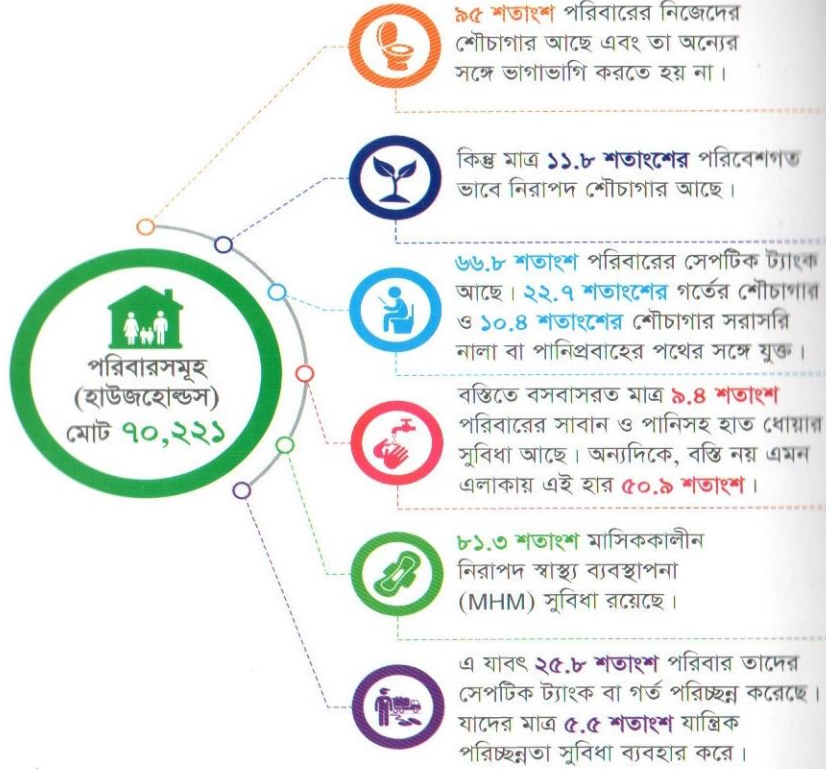 ৯৫ শতাংশ পরিবারের নিজেদের
শৌচাগার আছে এবং তা অন্যের
সঙ্গে ভাগাভাগি করতে হয় না।
কিন্তু মাত্র ১১.৮ শতাংশের পরিবেশগত
ভাবে নিরাপদ শৌচাগার আছে।
৬৬.৮ শতাংশ পরিবারের সেপটিক ট্যাংক
আছে। ২২.৭ শতাংশের গর্তের শৌচাগার
ও ১০.৪ শতাংশের শৌচাগার সরাসরি
নালা বা পানিপ্রবাহের পথের সঙ্গে যুক্ত।
পরিবারসমূহ
(হাউজহোল্ডস)
মোট ৭০,২২১
বস্তিতে বসবাসরত মাত্র ৯.৪ শতাংশ
পরিবারের সাবান ও পানিসহ হাত ধোয়ার
সুবিধা আছে। অন্যদিকে, বস্তি নয় এমন
এলাকায় এই হার ৫০.৯ শতাংশ।
৮১.৩ শতাংশ মাসিককালীন
নিরাপদ স্বাস্থ্য ব্যবস্থাপনা
(MHM) সুবিধা রয়েছে।
এ যাবৎ ২৫.৮ শতাংশ পরিবার তাদের
সেপটিক ট্যাংক বা গর্ত পরিচ্ছন্ন করেছে।
যাদের মাত্র ৫.৫ শতাংশ যান্ত্রিক
পরিচ্ছন্নতা সুবিধা ব্যবহার করে।